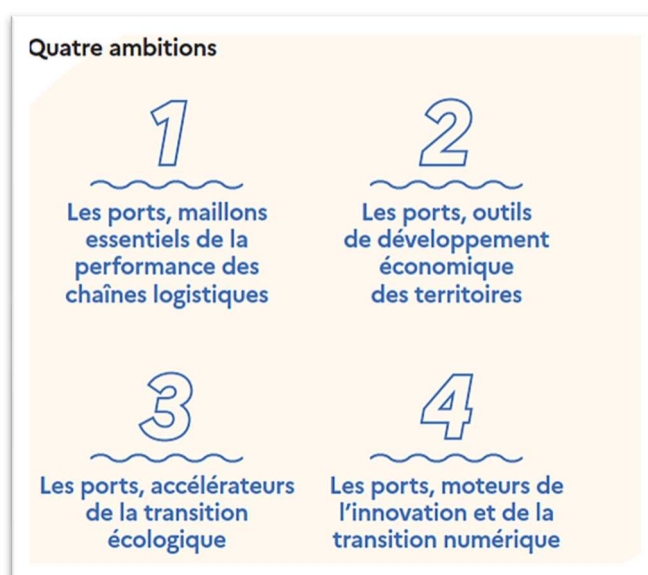 Quatre ambitions
1
Les ports, maillons
essentiels de la
performance des
chaînes logistiques
2
Les ports, outils
de développement
économique
des territoires
3
Les ports, accélérateurs
de la transition
écologique
4
Les ports, moteurs de
l'innovation et de la
transition numérique